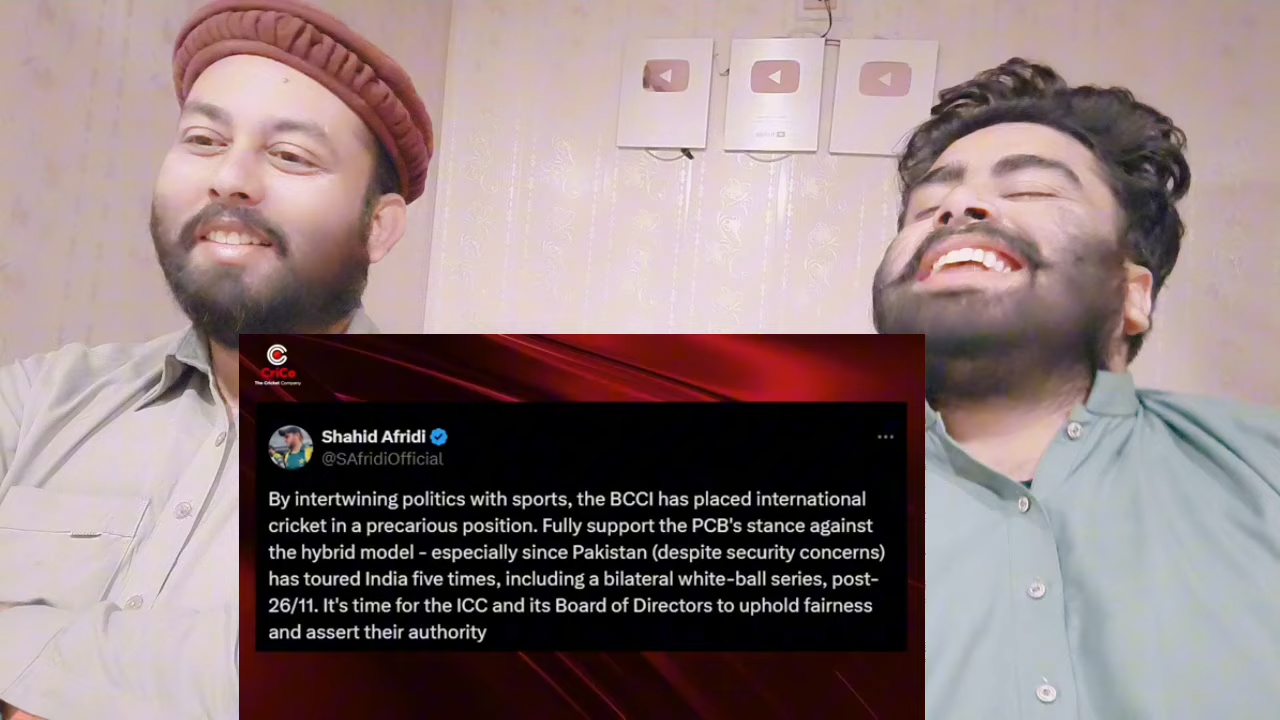 CriCo
The Cricket Company
Shahid Afridi
@SAfridiOfficial
By intertwining politics with sports, the BCCI has placed international
cricket in a precarious position. Fully support the PCB's stance against
the hybrid model - especially since Pakistan (despite security concerns)
has toured India five times, including a bilateral white-ball series, post-
26/11. It's time for the ICC and its Board of Directors to uphold fairness
and assert their authority